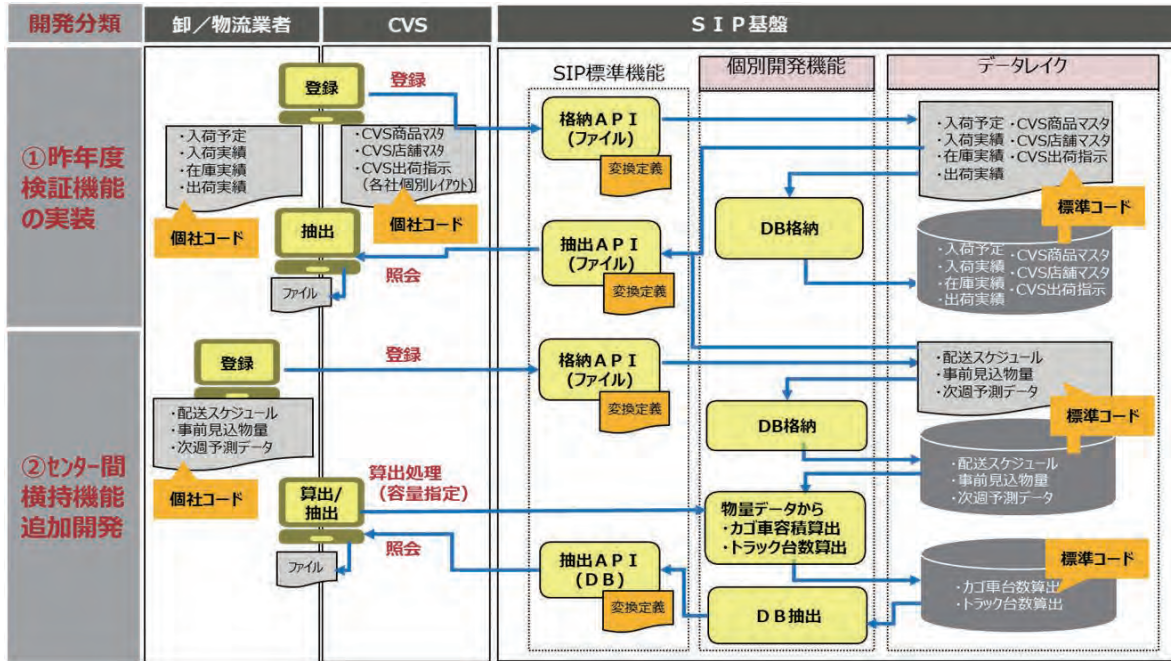 開発分類
卸／物流業者
CVS
ＳＩＰ基盤
SIP標準機能
個別開発機能
データレイク
①昨年度
検証機能
の実装
登録
登録
・入荷予定
・入荷実績
・在庫実績
・出荷実績
個社コード
・CVS商品マスタ
・CVS店舗マスタ
・CVS出荷指示
（各社個別レイアウト）
個社コード
格納ＡＰＩ
(ファイル)
変換定義
・入荷予定 ・CVS商品マスタ
・入荷実績 ・CVS店舗マスタ
・在庫実績 ・CVS出荷指示
・出荷実績
標準コード
DB格納
抽出
照会
ファイル
抽出ＡＰＩ
(ファイル)
変換定義
・入荷予定 ・CVS商品マスタ
・入荷実績 ・CVS店舗マスタ
・在庫実績 ・CVS出荷指示
・出荷実績
②センター間
横持機能
追加開発
登録
登録
・配送スケジュール
・事前見込物量
・次週予測データ
個社コード
格納ＡＰＩ
(ファイル)
変換定義
・配送スケジュール
・事前見込物量
・次週予測データ
標準コード
DB格納
・配送スケジュール
・事前見込物量
・次週予測データ
算出処理
（容量指定）
算出/
抽出
照会
ファイル
物量データから
・カゴ車容積算出
・トラック台数算出
抽出ＡＰＩ
(ＤＢ)
変換定義
ＤＢ抽出
標準コード
・カゴ車台数算出
・トラック台数算出